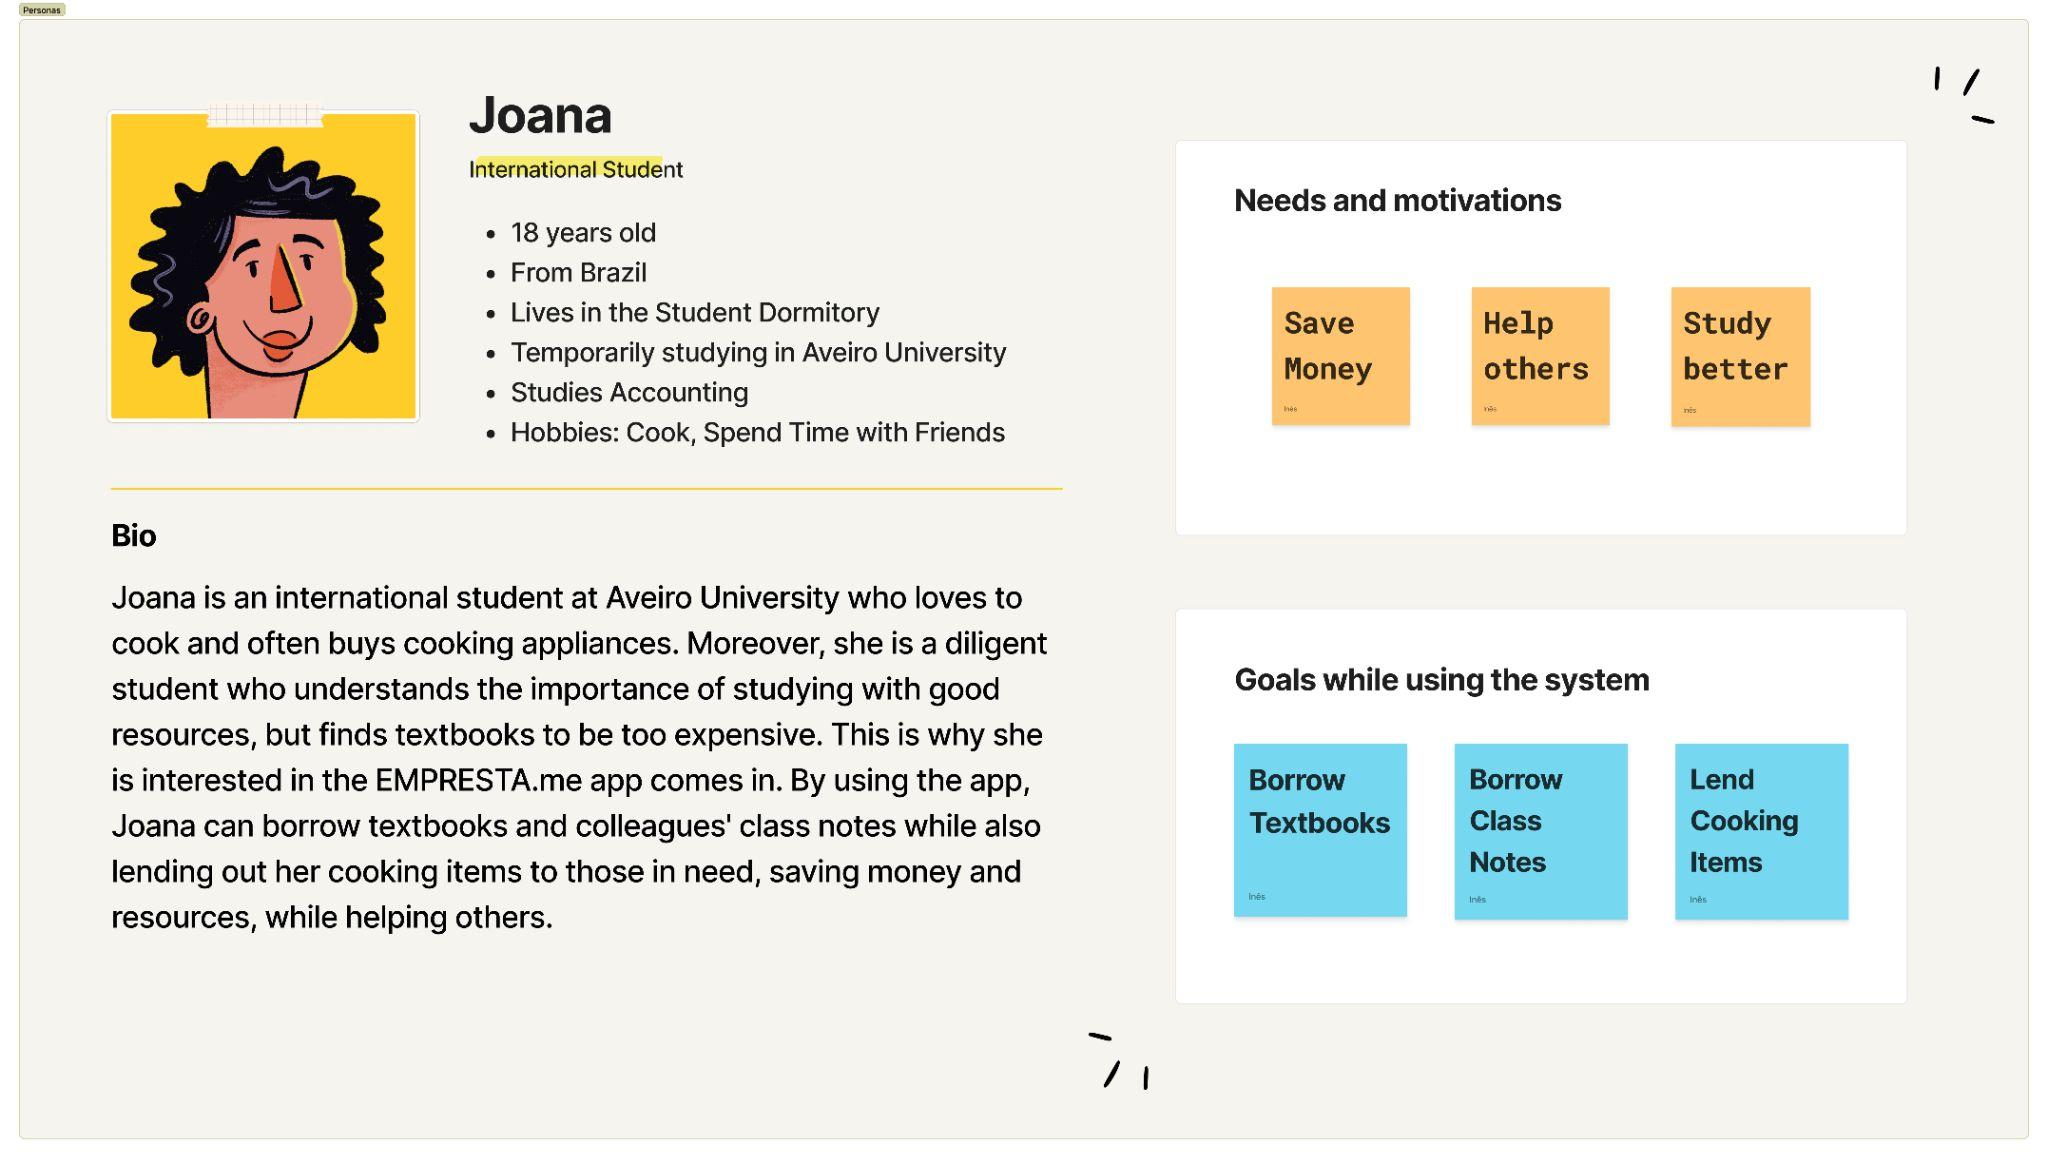 Personas
Joana
International Student
• 18 years old
• From Brazil
• Lives in the Student Dormitory
• Temporarily studying in Aveiro University
• Studies Accounting
• Hobbies: Cook, Spend Time with Friends
Bio
Joana is an international student at Aveiro University who loves to
cook and often buys cooking appliances. Moreover, she is a diligent
student who understands the importance of studying with good
resources, but finds textbooks to be too expensive. This is why she
is interested in the EMPRESTA.me app comes in. By using the app,
Joana can borrow textbooks and colleagues' class notes while also
lending out her cooking items to those in need, saving money and
resources, while helping others.
Needs and motivations
Save
Money
Inês
Help
others
Inês
Study
better
Inês
Goals while using the system
Borrow
Textbooks
Inês
Borrow
Class
Notes
Inês
Lend
Cooking
Items
Inês